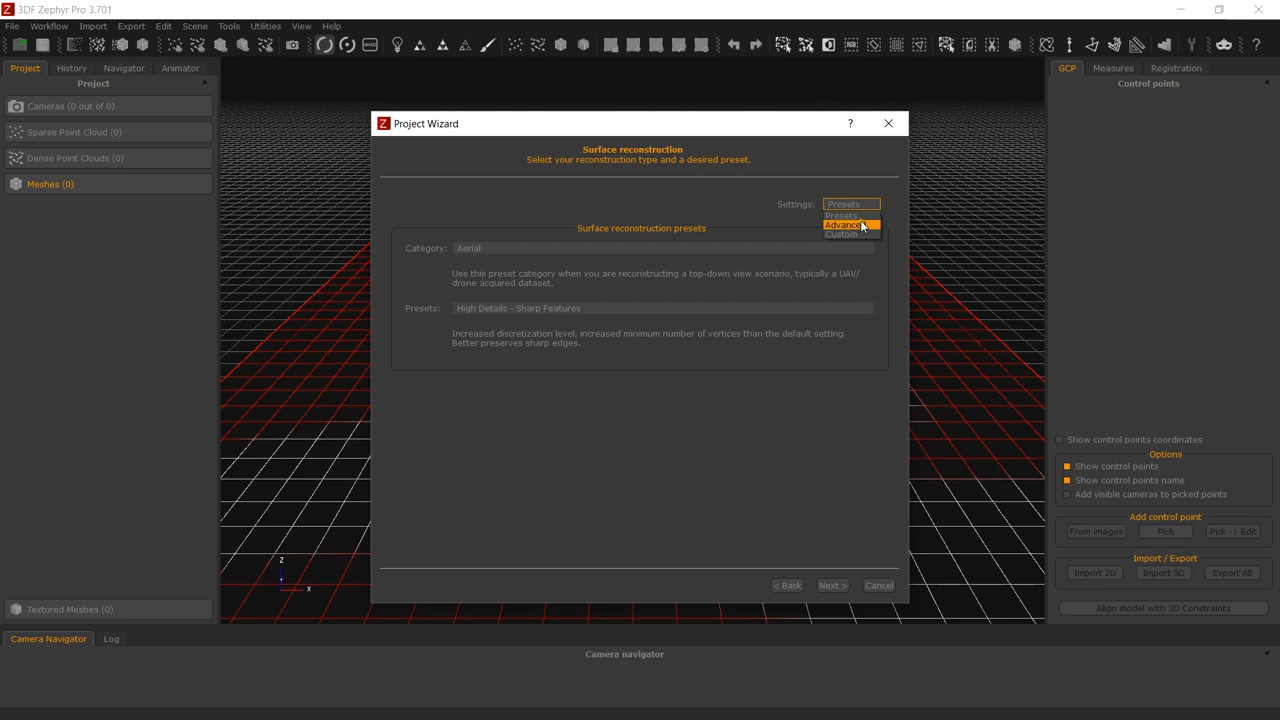 3DF Zephyr Pro 3.701
File Workflow Import Export Edit Scene Tools Utilities View Help
Project History Navigator Animator
GCP Measures Registration
Project
Control points
Cameras (0 out of 0)
Sparse Point Cloud (0)
Dense Point Clouds (0)
Meshes (0)
Project Wizard
Surface reconstruction
Select your reconstruction type and a desired preset.
Settings: Presets
Presets
Advanced
Custom
Surface reconstruction presets
Category: Aerial
Use this preset category when you are reconstructing a top-down view scenario, typically a UAV/
drone acquired dataset.
Presets: High Details - Sharp Features
Increased discretization level, increased minimum number of vertices than the default setting.
Better preserves sharp edges.
< Back Next > Cancel
Show control points coordinates
Options
Show control points
Show control points name
Add visible cameras to picked points
Add control point
From images Pick Pick -> Edit
Import / Export
Import 2D Import 3D Export All
Align model with 3D Constraints
Z
X
Textured Meshes (0)
Camera Navigator Log
Camera navigator